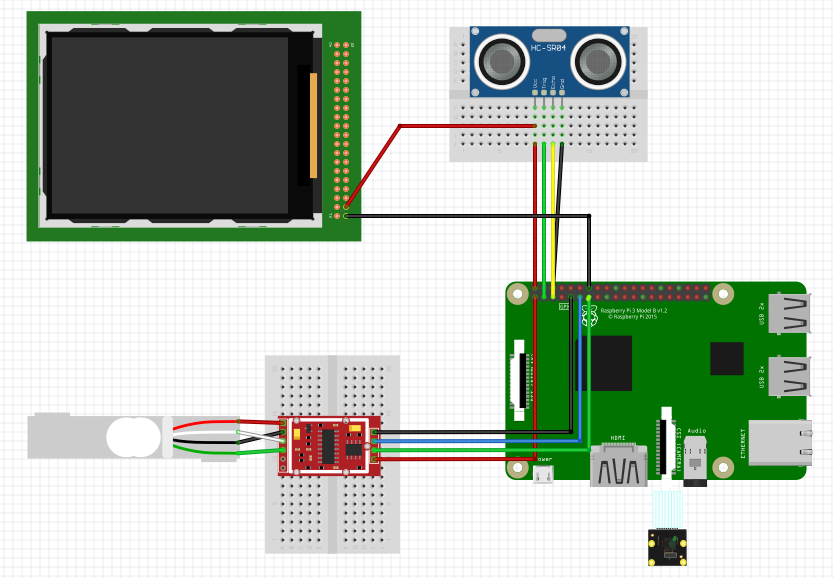 HC-SR04
Vcc
Trig
Echo
Gnd
GPIO
Raspberry Pi 3 Model B v1.2
© Raspberry Pi 2015
USB 2x
USB 2x
ETHERNET
Audio
HDMI
Power